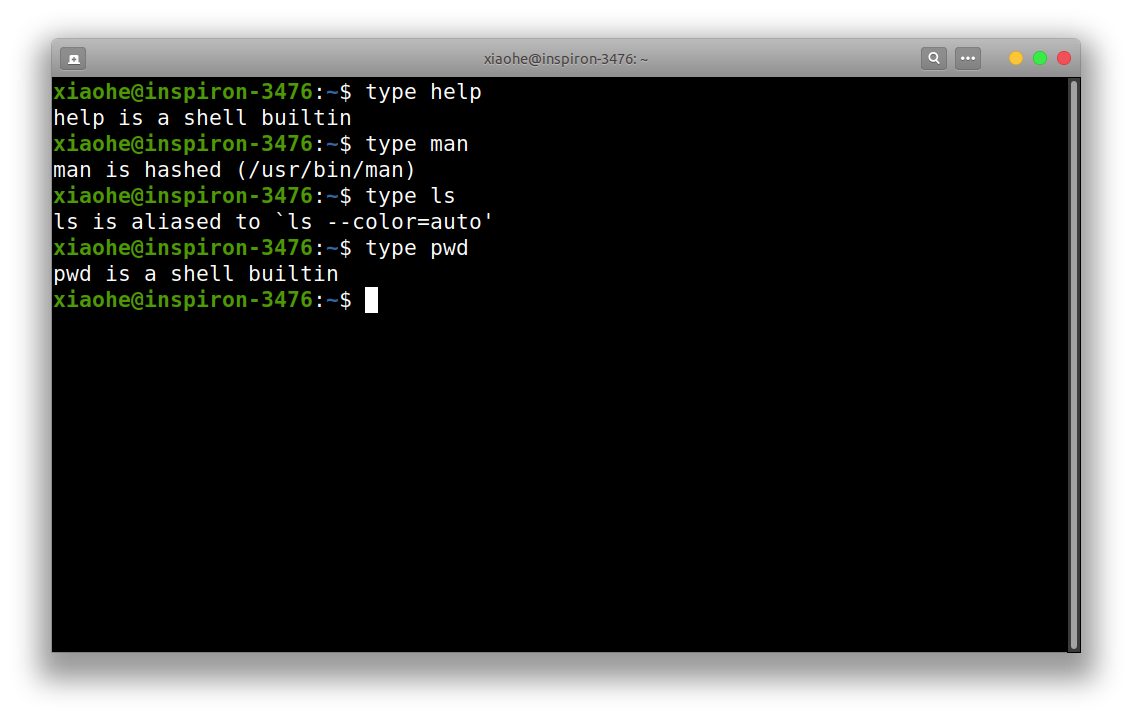 xiaohe@inspiron-3476: ~
xiaohe@inspiron-3476:~$ type help
help is a shell builtin
xiaohe@inspiron-3476:~$ type man
man is hashed (/usr/bin/man)
xiaohe@inspiron-3476:~$ type ls
ls is aliased to `ls --color=auto'
xiaohe@inspiron-3476:~$ type pwd
pwd is a shell builtin
xiaohe@inspiron-3476:~$